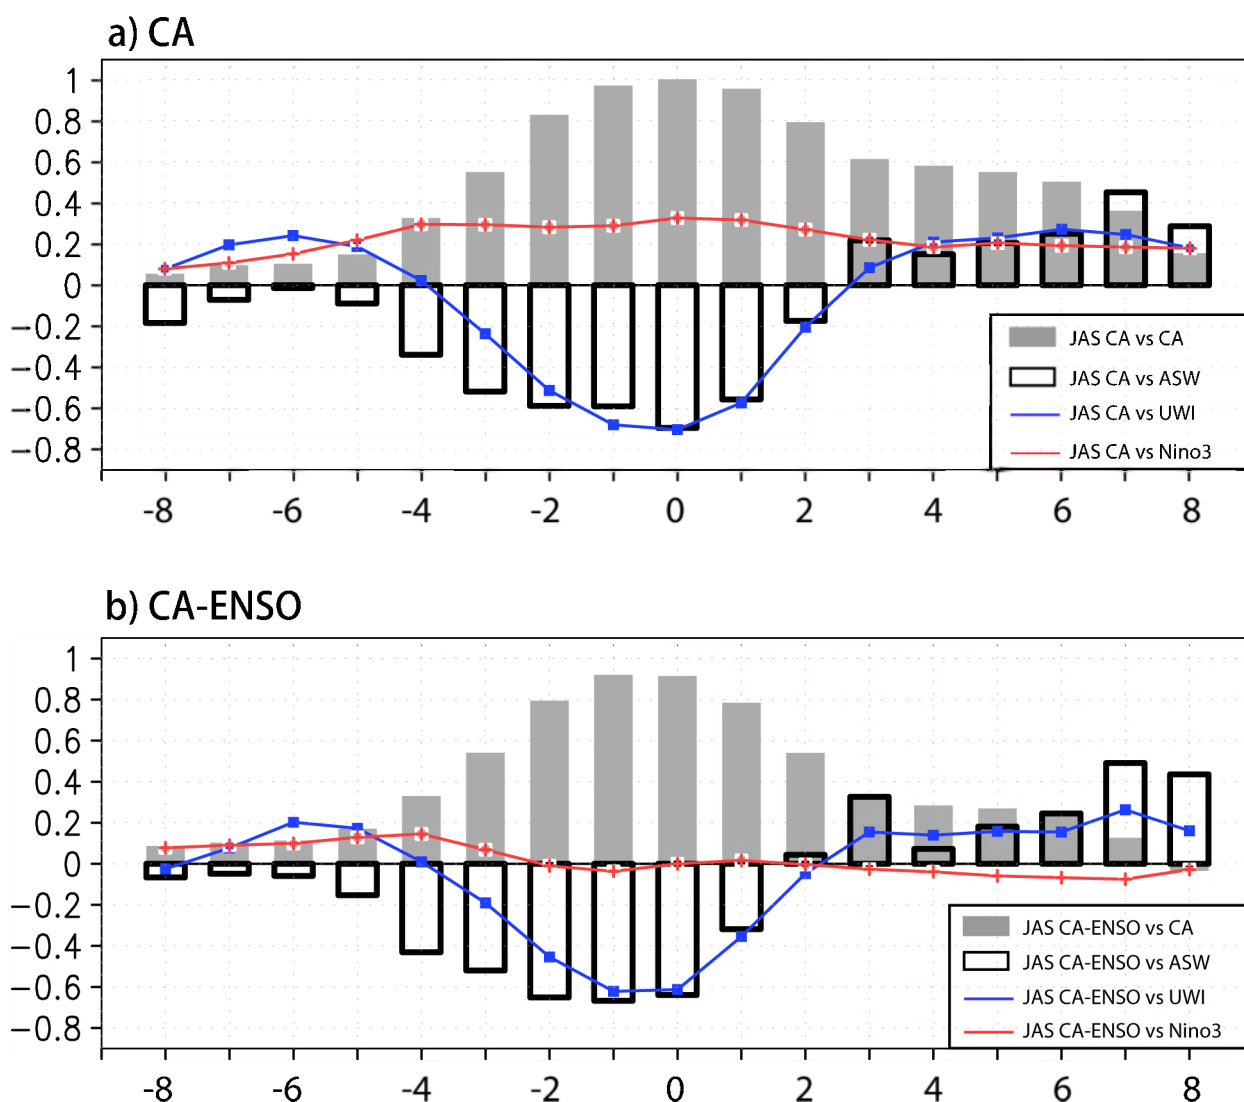 a) CA
1
0.8
0.6
0.4
0.2
0
−0.2
−0.4
−0.6
−0.8
JAS CA vs CA
JAS CA vs ASW
JAS CA vs UWI
JAS CA vs Nino3
-8 -6 -4 -2 0 2 4 6 8
b) CA-ENSO
1
0.8
0.6
0.4
0.2
0
−0.2
−0.4
−0.6
−0.8
JAS CA-ENSO vs CA
JAS CA-ENSO vs ASW
JAS CA-ENSO vs UWI
JAS CA-ENSO vs Nino3
-8 -6 -4 -2 0 2 4 6 8